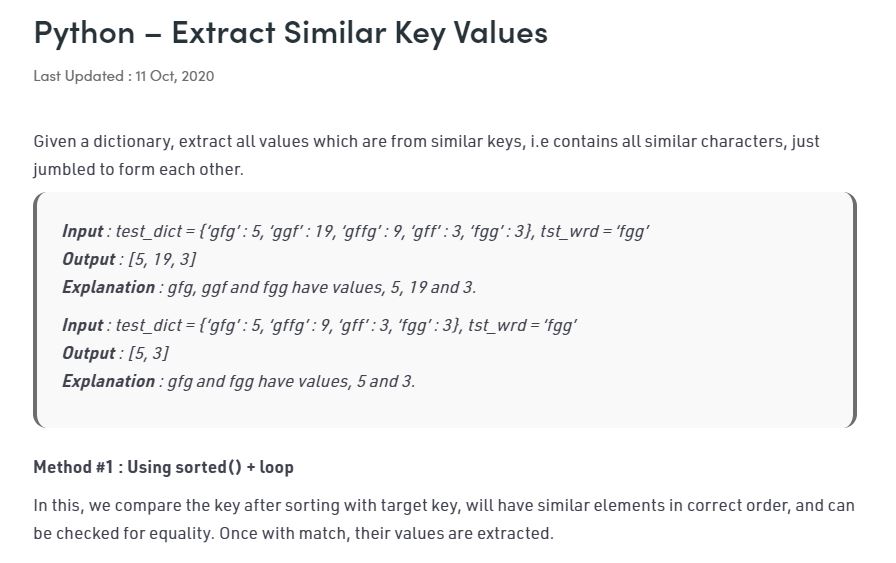 Python – Extract Similar Key Values
Last Updated : 11 Oct, 2020
Given a dictionary, extract all values which are from similar keys, i.e contains all similar characters, just
jumbled to form each other.
Input : test_dict = {‘gfg’ : 5, ‘ggf’ : 19, ‘gffg’ : 9, ‘gff’ : 3, ‘fgg’ : 3}, tst_wrd = ‘fgg’
Output : [5, 19, 3]
Explanation : gfg, ggf and fgg have values, 5, 19 and 3.
Input : test_dict = {‘gfg’ : 5, ‘gffg’ : 9, ‘gff’ : 3, ‘fgg’ : 3}, tst_wrd = ‘fgg’
Output : [5, 3]
Explanation : gfg and fgg have values, 5 and 3.
Method #1 : Using sorted() + loop
In this, we compare the key after sorting with target key, will have similar elements in correct order, and can
be checked for equality. Once with match, their values are extracted.